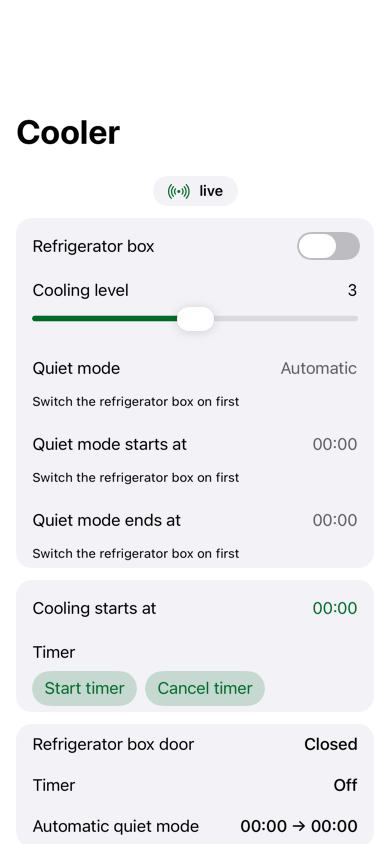 Cooler
live
Refrigerator box
Cooling level 3
Quiet mode Automatic
Switch the refrigerator box on first
Quiet mode starts at 00:00
Switch the refrigerator box on first
Quiet mode ends at 00:00
Switch the refrigerator box on first
Cooling starts at 00:00
Timer
Start timer Cancel timer
Refrigerator box door Closed
Timer Off
Automatic quiet mode 00:00 → 00:00